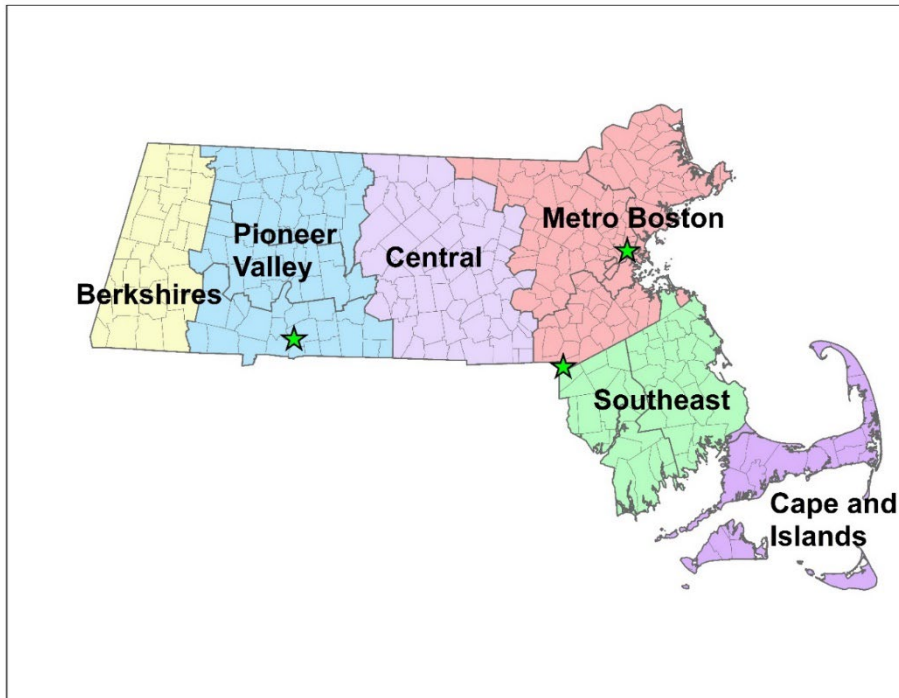 Metro Boston
Pioneer
Valley
Central
Berkshires
Southeast
Cape and
Islands